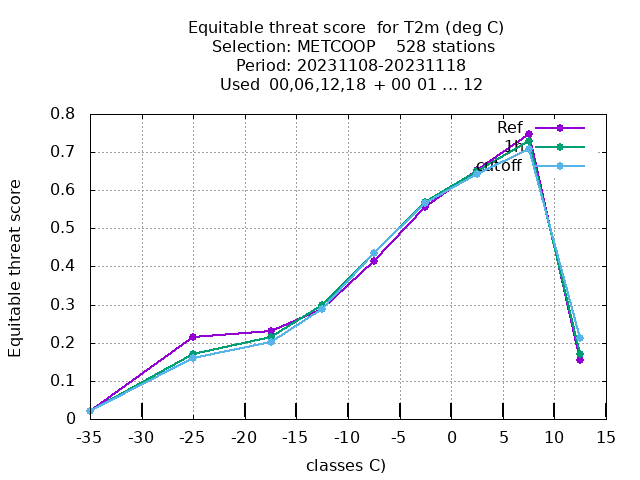 Equitable threat score for T2m (deg C)
Selection: METCOOP 528 stations
Period: 20231108-20231118
Used 00,06,12,18 + 00 01 ... 12
Equitable threat score
0.8
0.7
0.6
0.5
0.4
0.3
0.2
0.1
0
Ref
1h
cutoff
-35 -30 -25 -20 -15 -10 -5 0 5 10 15
classes C)